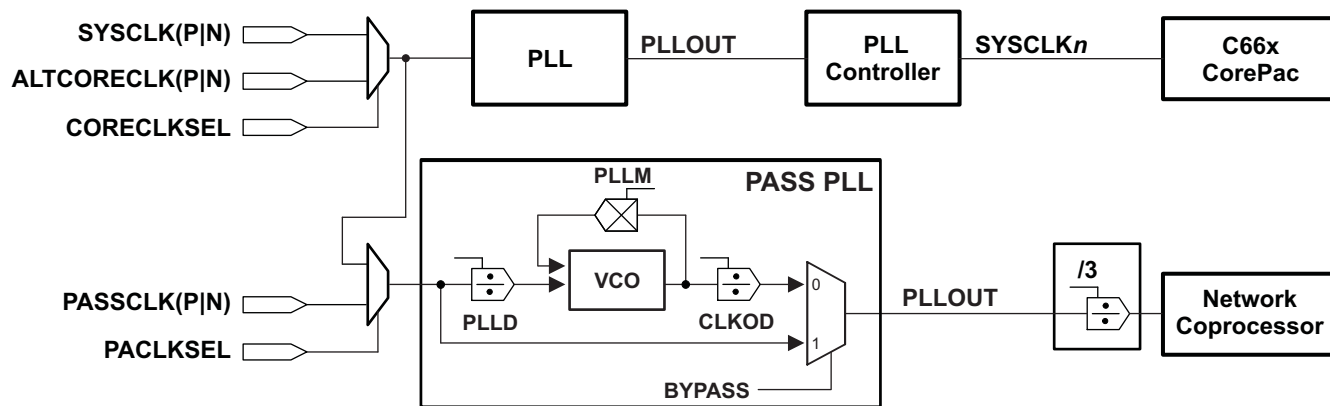 SYSCLK(P|N)
ALTCORECLK(P|N)
CORECLKSEL
PLL
PLLOUT
PLL
Controller
SYSCLKn
C66x
CorePac
PASS PLL
PLLM
VCO
PLLD
CLKOD
0
1
BYPASS
PASSCLK(P|N)
PACLKSEL
PLLOUT
/3
Network
Coprocessor